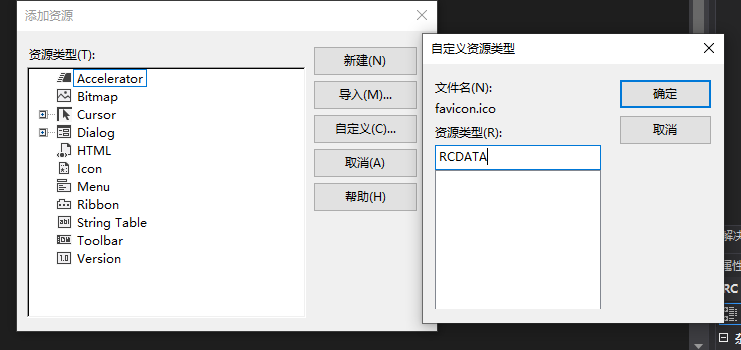 添加资源
资源类型(T):
Accelerator
Bitmap
Cursor
Dialog
HTML
Icon
Menu
Ribbon
String Table
Toolbar
Version
新建(N)
导入(M)...
自定义(C)...
取消(A)
帮助(H)
自定义资源类型
文件名(N):
favicon.ico
资源类型(R):
RCDATA
确定
取消
解决
属性
RC